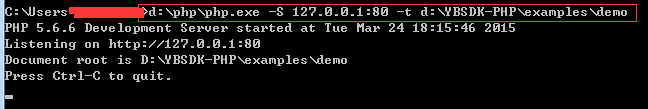 C:\Users >d:\php\php.exe -S 127.0.0.1:80 -t d:\YBSDK-PHP\examples\demo
PHP 5.6.6 Development Server started at Tue Mar 24 18:15:46 2015
Listening on http://127.0.0.1:80
Document root is D:\YBSDK-PHP\examples\demo
Press Ctrl-C to quit.